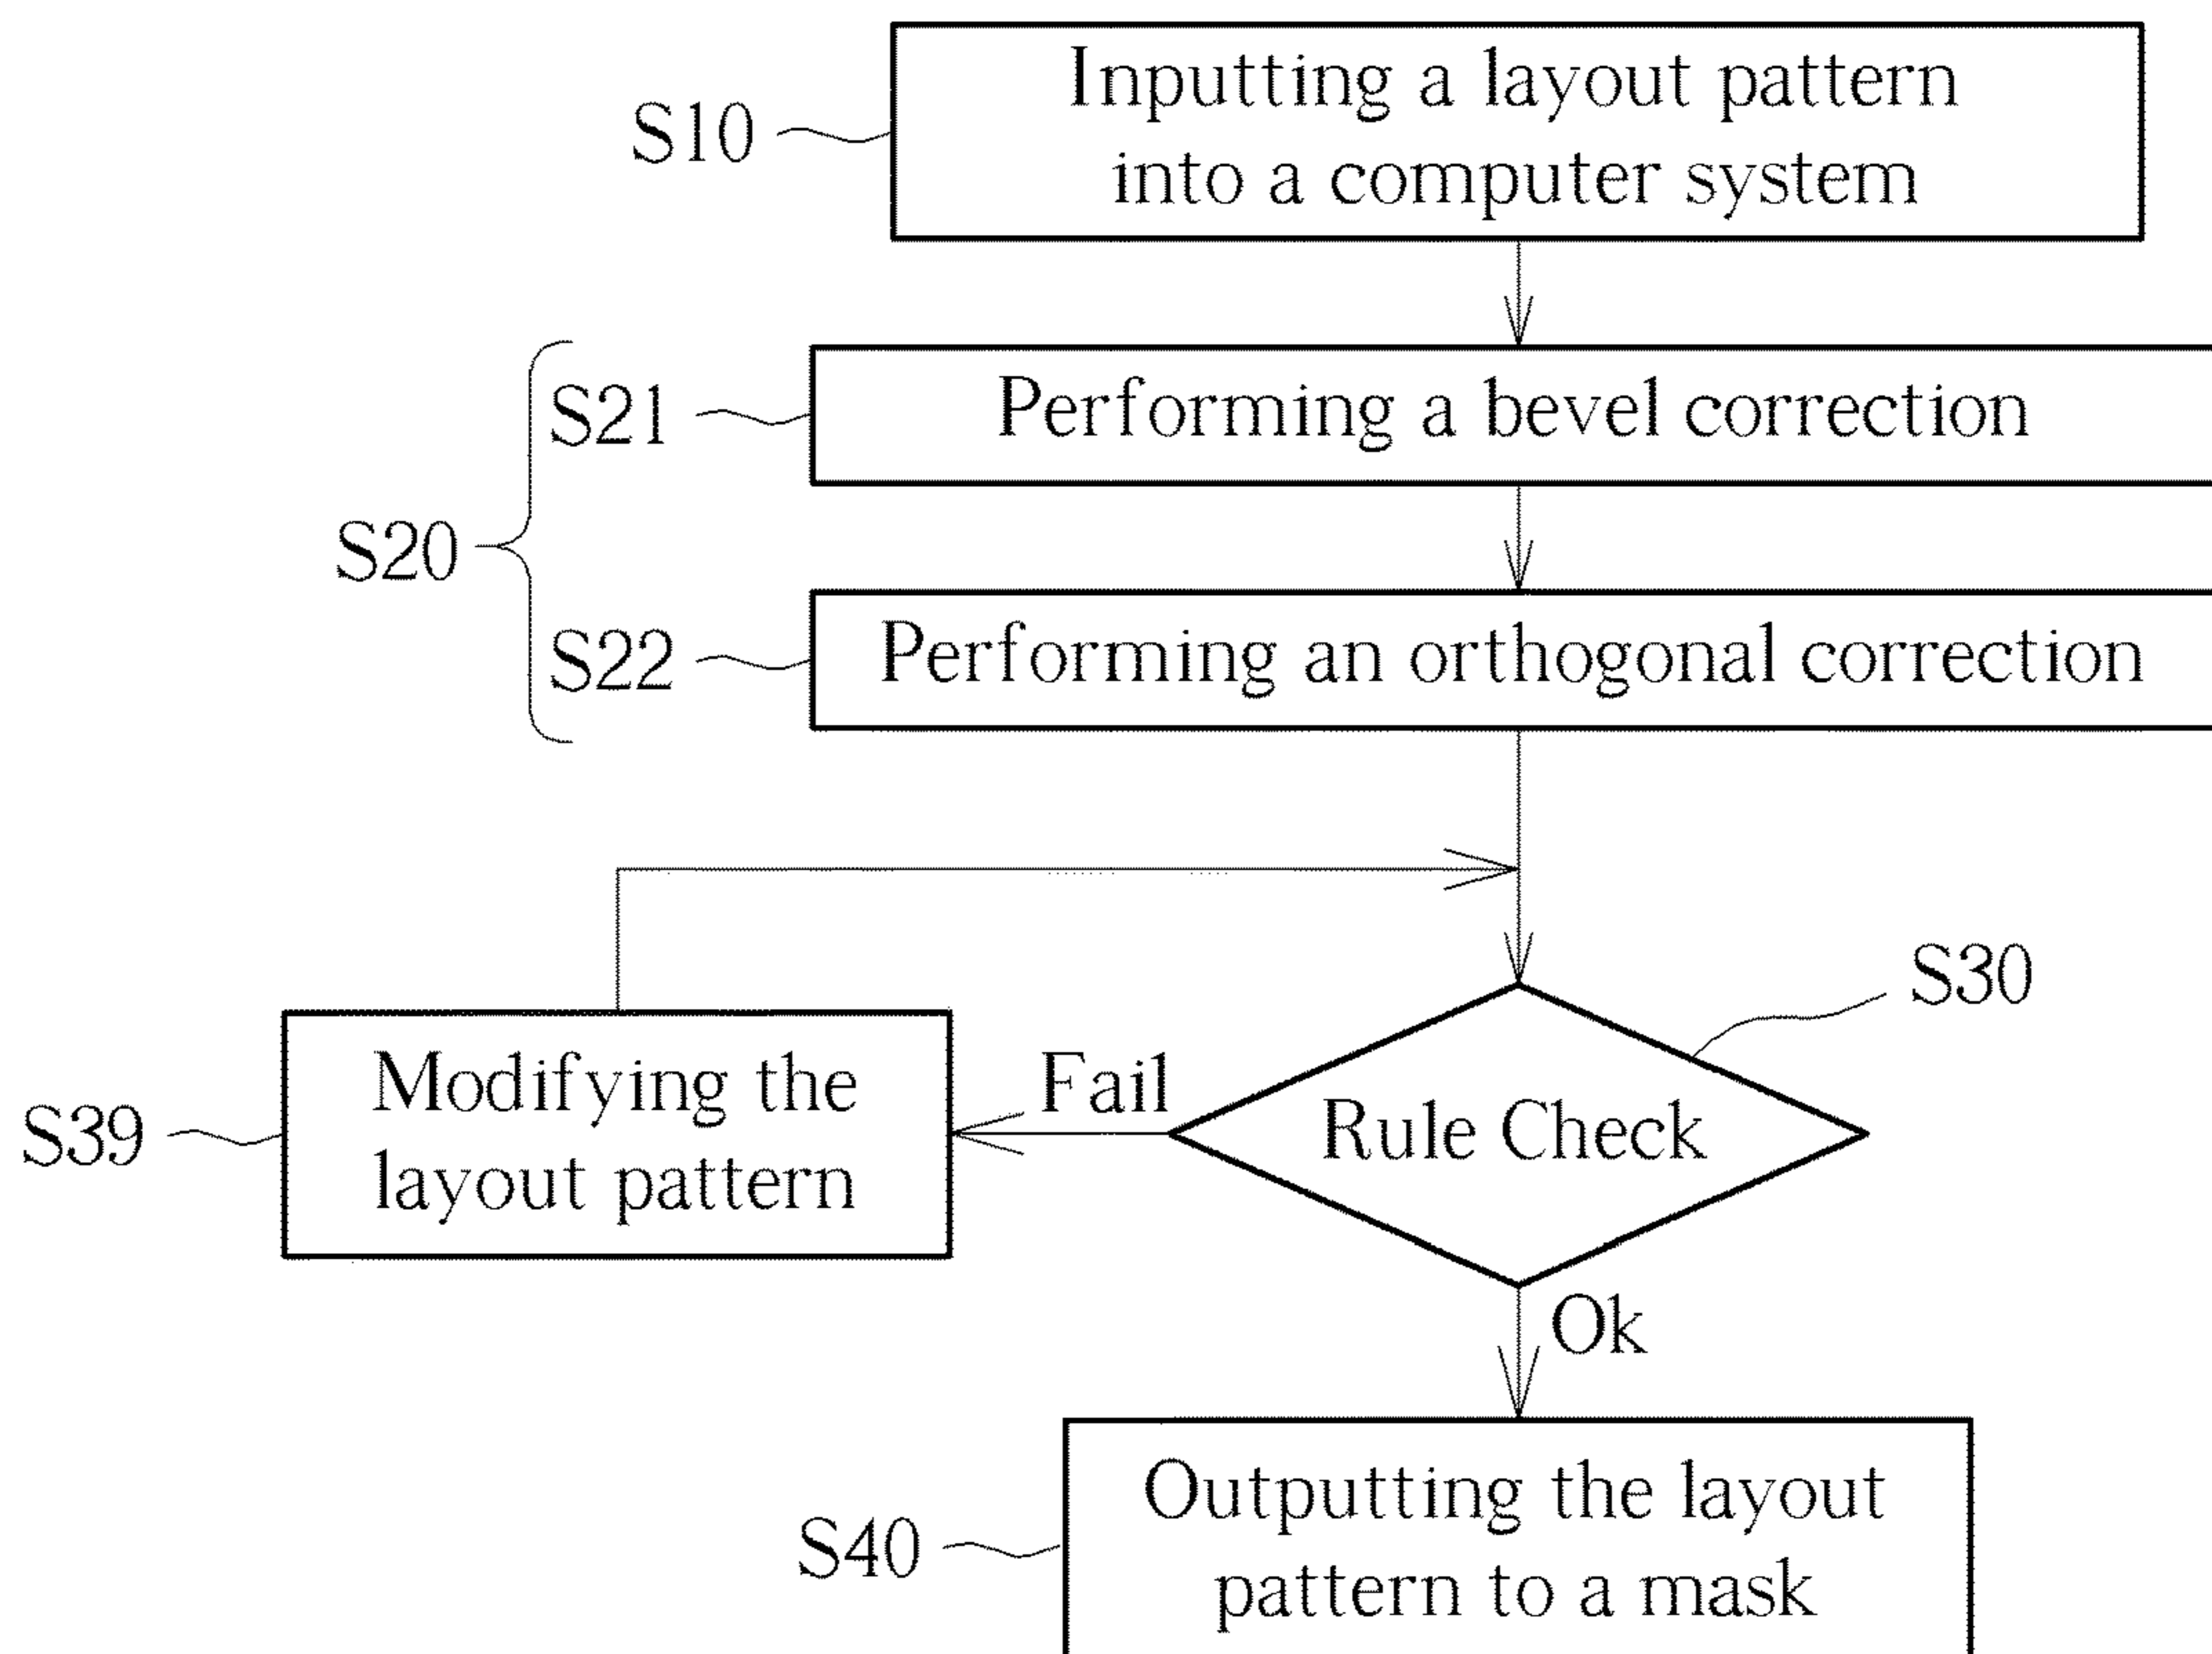 S10
Inputting a layout pattern
into a computer system
S20
S21
Performing a bevel correction
S22
Performing an orthogonal correction
S30
Rule Check
Fail
S39
Modifying the
layout pattern
Ok
S40
Outputting the layout
pattern to a mask